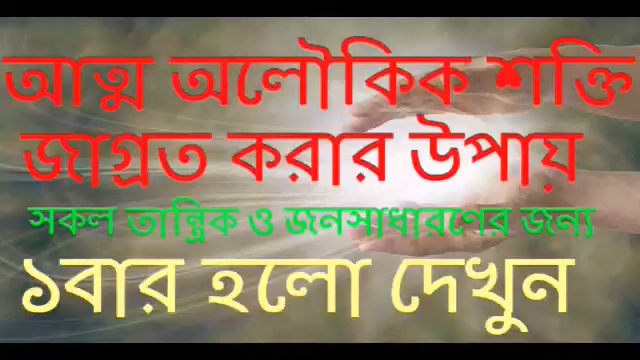 আত্ম অলৌকিক শক্তি
জাগ্রত করার উপায়
সকল তান্ত্রিক ও জনসাধারণের জন্য
১বার হলো দেখুন